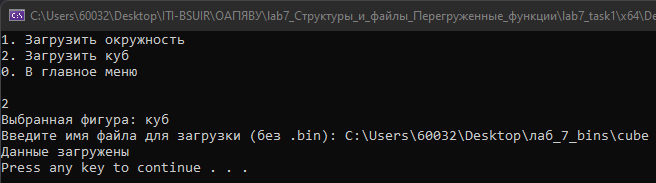 C:\Users\60032\Desktop\ITI-BSUIR\ОАПЯВУ\lab7_Структуры_и_файлы_Перегруженные_функции\lab7_task1\x64\De
1. Загрузить окружность
2. Загрузить куб
0. В главное меню
2
Выбранная фигура: куб
Введите имя файла для загрузки (без .bin): C:\Users\60032\Desktop\лаб_7_bins\cube
Данные загружены
Press any key to continue . . .